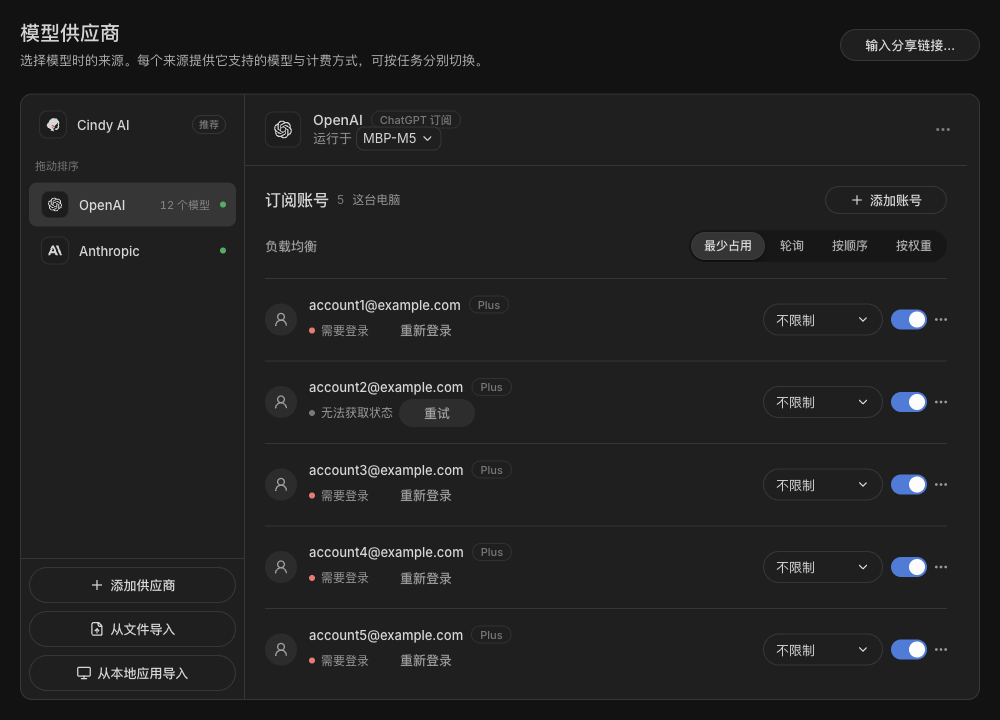 模型供应商
选择模型时的来源。每个来源提供它支持的模型与计费方式，可按任务分别切换。
输入分享链接...
Cindy AI 推荐
拖动排序
OpenAI 12 个模型
Anthropic
添加供应商
从文件导入
从本地应用导入
OpenAI ChatGPT 订阅
运行于 MBP-M5
订阅账号 5 这台电脑
添加账号
负载均衡
最少占用 轮询 按顺序 按权重
account1@example.com Plus
需要登录 重新登录
不限制
account2@example.com Plus
无法获取状态 重试
不限制
account3@example.com Plus
需要登录 重新登录
不限制
account4@example.com Plus
需要登录 重新登录
不限制
account5@example.com Plus
需要登录 重新登录
不限制